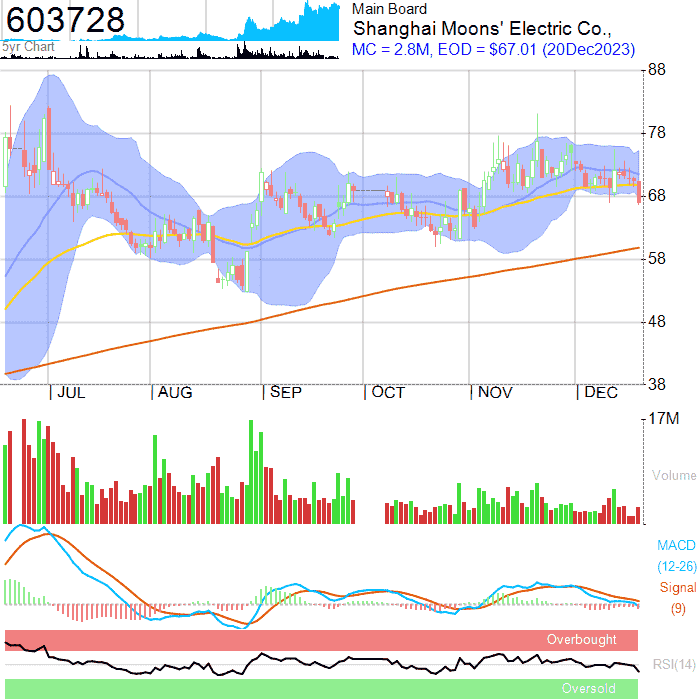 603728
5yr Chart
Main Board
Shanghai Moons' Electric Co.,
MC = 2.8M, EOD = $67.01 (20Dec2023)
88
78
68
58
48
38
JUL
AUG
SEP
OCT
NOV
DEC
17M
Volume
MACD
(12-26)
Signal
(9)
Overbought
RSI(14)
Oversold